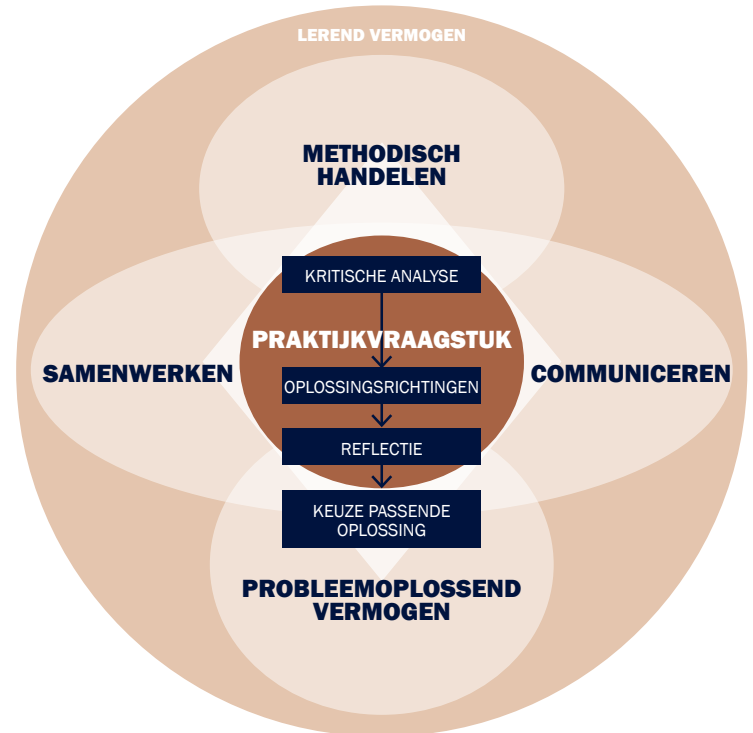 LEREND VERMOGEN
METHODISCH
HANDELEN
KRITISCHE ANALYSE
PRAKTIJKVRAAGSTUK
SAMENWERKEN
OPLOSSINGSRICHTINGEN
COMMUNICEREN
REFLECTIE
KEUZE PASSENDE
OPLOSSING
PROBLEEMOPLOSSEND
VERMOGEN